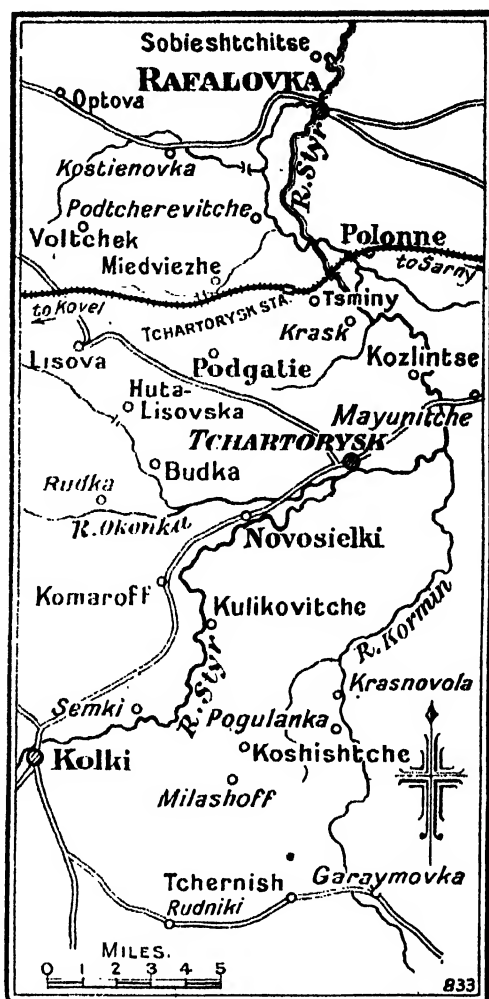 Sobieshtchitse
RAFALOVKA
Optova
Kostienovka
R. Styr
Podtcherevitche
Voltchek
Polonne
Miedviezhe
to Sarny
to Kovel
TCHARTORYSK STA.
Tsminy
Krask
Lisova
Podgatie
Kozlintse
Huta-
Lisovska
Mayunitche
TCHARTORYSK
Budka
Rudka
R. Okonka
Novosielki
Komaroff
Kulikovitche
R. Kormin
R. Styr
Krasnovola
Semki
Pogulanka
Kolki
Koshishtche
Milashoff
Tchernish
Garaymovka
Rudniki
MILES.
0 1 2 3 4 5
833